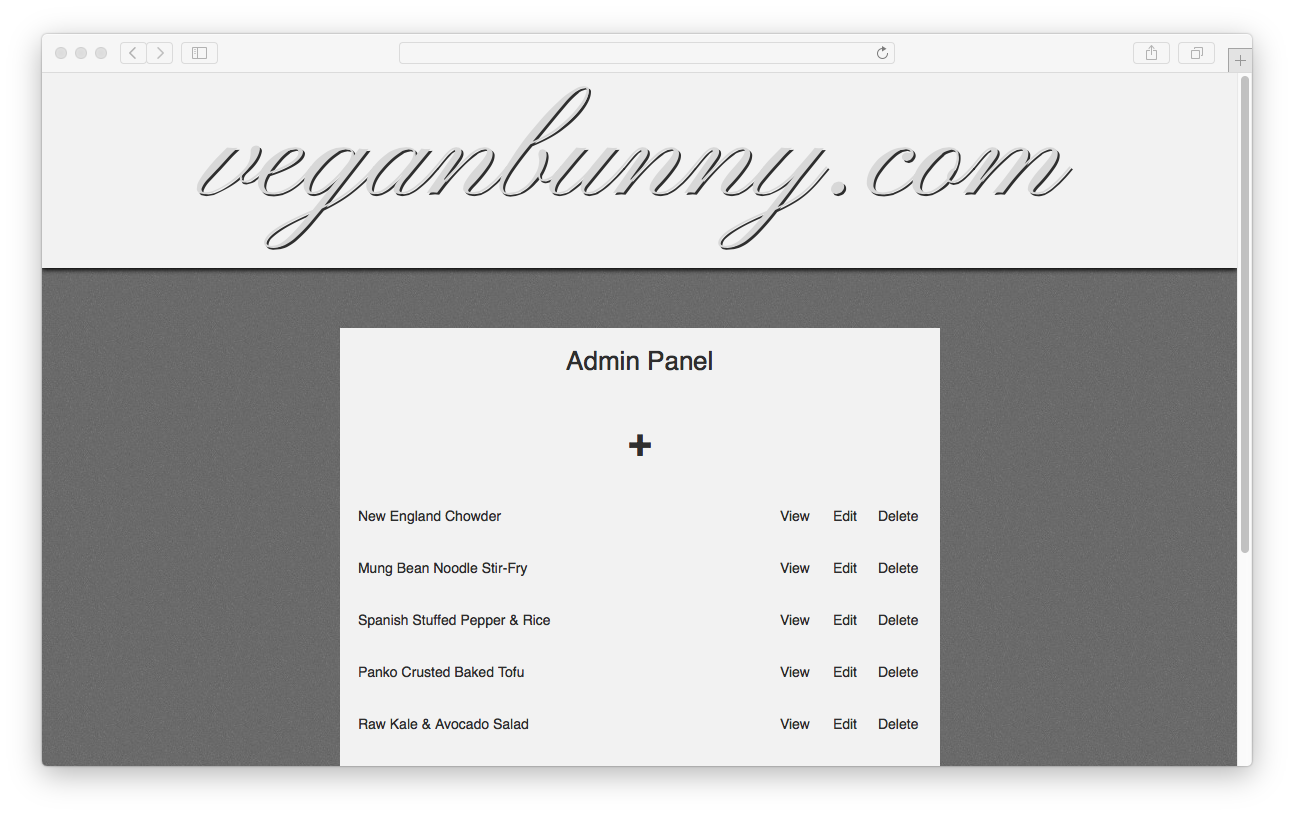 veganbunny.com
Admin Panel
+
New England Chowder View Edit Delete
Mung Bean Noodle Stir-Fry View Edit Delete
Spanish Stuffed Pepper & Rice View Edit Delete
Panko Crusted Baked Tofu View Edit Delete
Raw Kale & Avocado Salad View Edit Delete